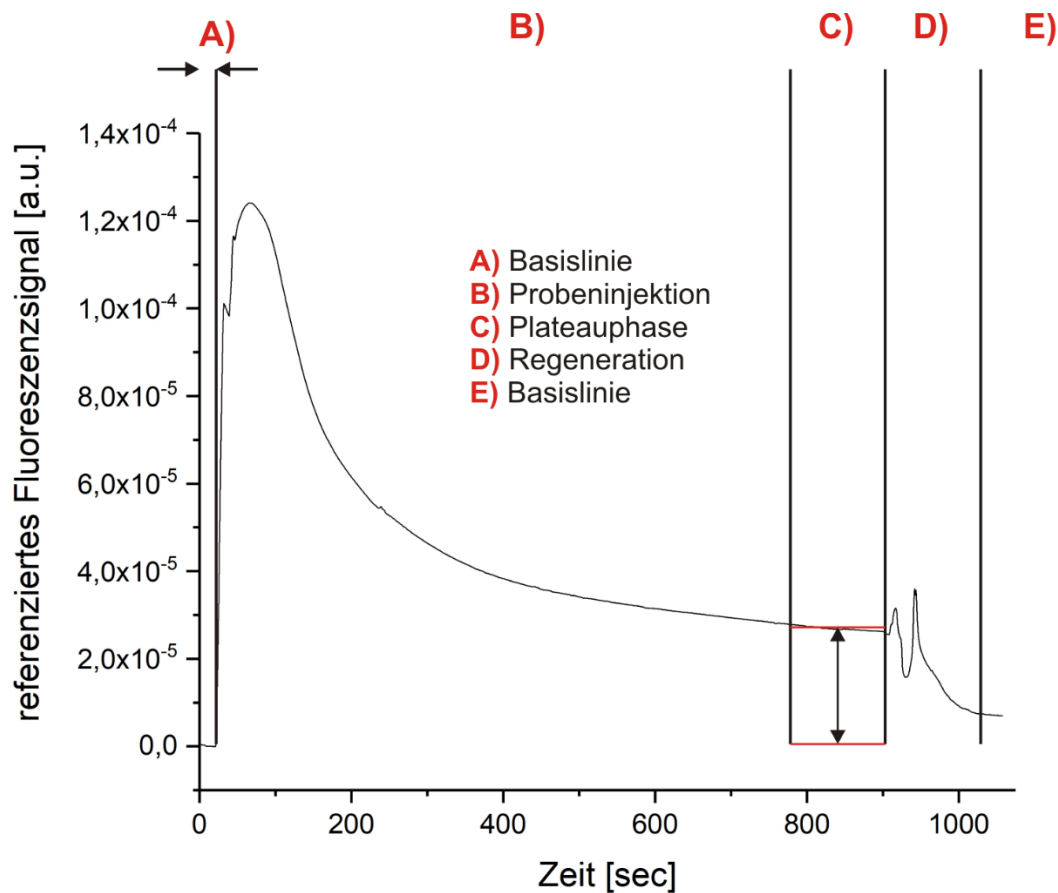 A) B) C) D) E)
1,4x10⁻⁴
1,2x10⁻⁴
1,0x10⁻⁴
8,0x10⁻⁵
6,0x10⁻⁵
4,0x10⁻⁵
2,0x10⁻⁵
0,0
referenziertes Fluoreszenzsignal [a.u.]
A) Basislinie
B) Probeninjektion
C) Plateauphase
D) Regeneration
E) Basislinie
0 200 400 600 800 1000
Zeit [sec]